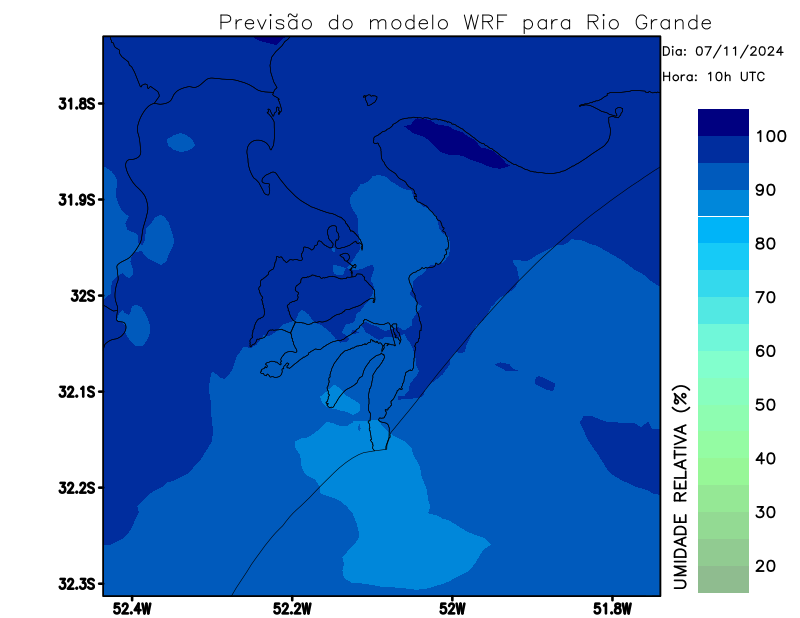 Previsão do modelo WRF para Rio Grande
Dia: 07/11/2024
Hora: 10h UTC
31.8S
31.9S
32S
32.1S
32.2S
32.3S
52.4W
52.2W
52W
51.8W
100
90
80
70
60
50
40
30
20
UMIDADE RELATIVA (%)